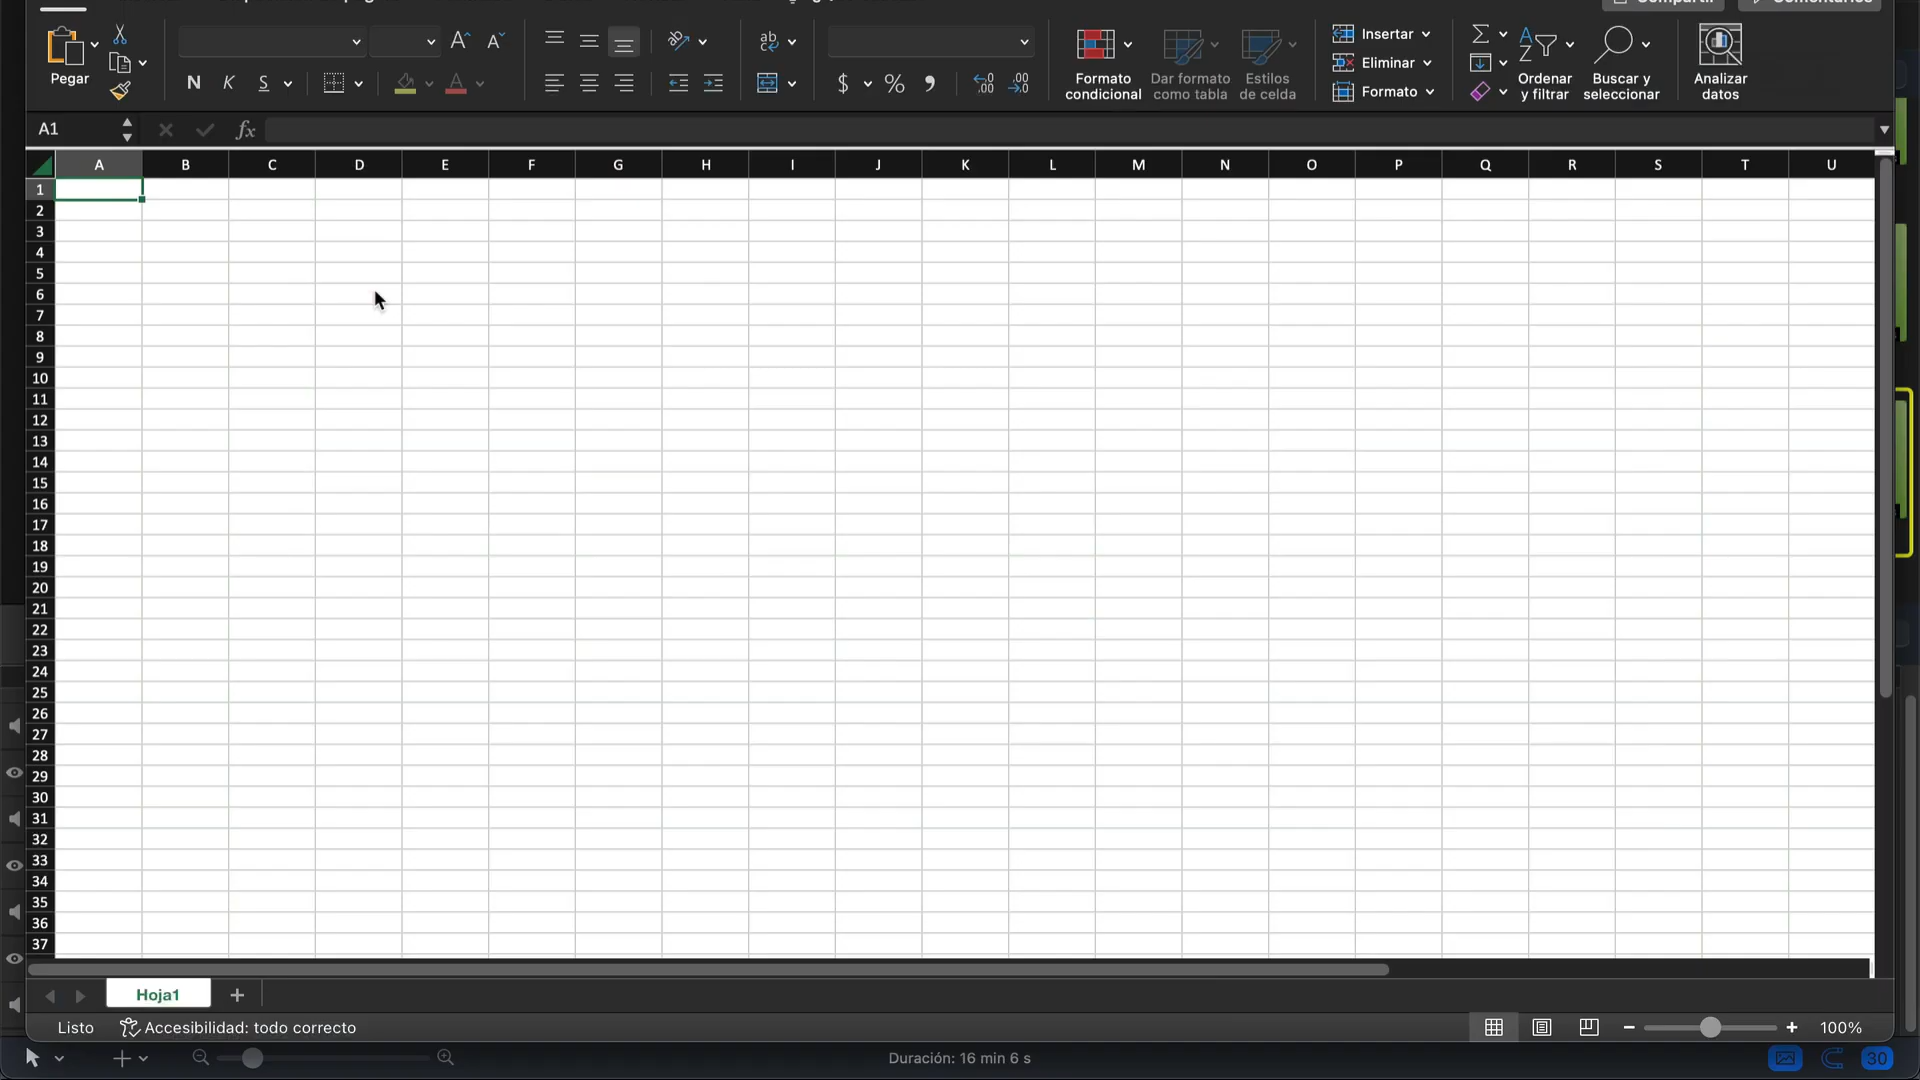 Compartir
Comentarios
Pegar
N K S
ab
$ % 
Formato condicional
Dar formato como tabla
Estilos de celda
Insertar
Eliminar
Formato
Ordenar y filtrar
Buscar y seleccionar
Analizar datos
A1
fx
A B C D E F G H I J K L M N O P Q R S T U
1
2
3
4
5
6
7
8
9
10
11
12
13
14
15
16
17
18
19
20
21
22
23
24
25
26
27
28
29
30
31
32
33
34
35
36
37
Hoja1
Listo
Accesibilidad: todo correcto
100%
Duración: 16 min 6 s
30